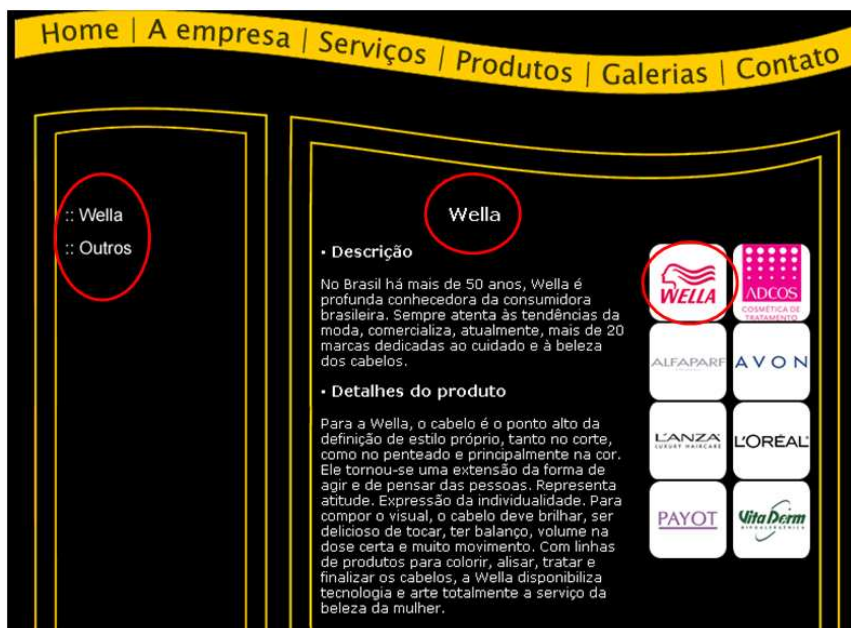 Home | A empresa | Serviços | Produtos | Galerias | Contato
:: Wella
:: Outros
Wella
• Descrição
No Brasil há mais de 50 anos, Wella é
profunda conhecedora da consumidora
brasileira. Sempre atenta às tendências da
moda, comercializa, atualmente, mais de 20
marcas dedicadas ao cuidado e à beleza
dos cabelos.
• Detalhes do produto
Para a Wella, o cabelo é o ponto alto da
definição de estilo próprio, tanto no corte,
como no penteado e principalmente na cor.
Ele tornou-se uma extensão da forma de
agir e de pensar das pessoas. Representa
atitude. Expressão da individualidade. Para
compor o visual, o cabelo deve brilhar, ser
delicioso de tocar, ter balanço, volume na
dose certa e muito movimento. Com linhas
de produtos para colorir, alisar, tratar e
finalizar os cabelos, a Wella disponibiliza
tecnologia e arte totalmente a serviço da
beleza da mulher.
WELLA
ADCOS
COSMÉTICA DE
TRATAMENTO
ALFAPARF
AVON
L'ANZA
LUXURY HAIRCARE
L'ORÉAL
PAYOT
VitaDerm
HIPOALERGÊNICA